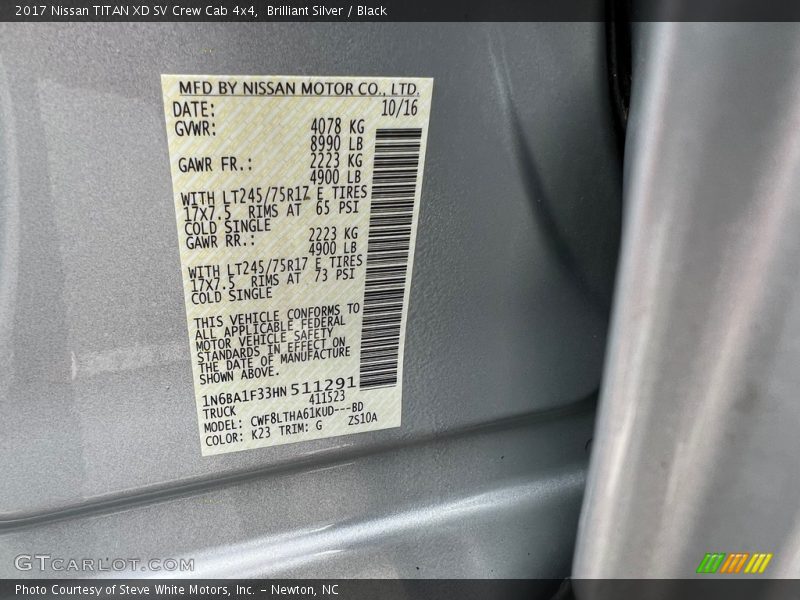 2017 Nissan TITAN XD SV Crew Cab 4x4,  Brilliant Silver / Black
MFD BY NISSAN MOTOR CO., LTD.
DATE: 10/16
GVWR: 4078 KG
8990 LB
GAWR FR.: 2223 KG
4900 LB
WITH LT245/75R17 E TIRES
17X7.5 RIMS AT 65 PSI
COLD SINGLE
GAWR RR.: 2223 KG
4900 LB
WITH LT245/75R17 E TIRES
17X7.5 RIMS AT 73 PSI
COLD SINGLE
THIS VEHICLE CONFORMS TO
ALL APPLICABLE FEDERAL
MOTOR VEHICLE SAFETY
STANDARDS IN EFFECT ON
THE DATE OF MANUFACTURE
SHOWN ABOVE.
1N6BA1F33HN511291
TRUCK 411523
MODEL: CWF8LTHA61KUD---BD
COLOR: K23 TRIM: G ZS10A
GTCARLOT.COM
Photo Courtesy of Steve White Motors, Inc. – Newton, NC